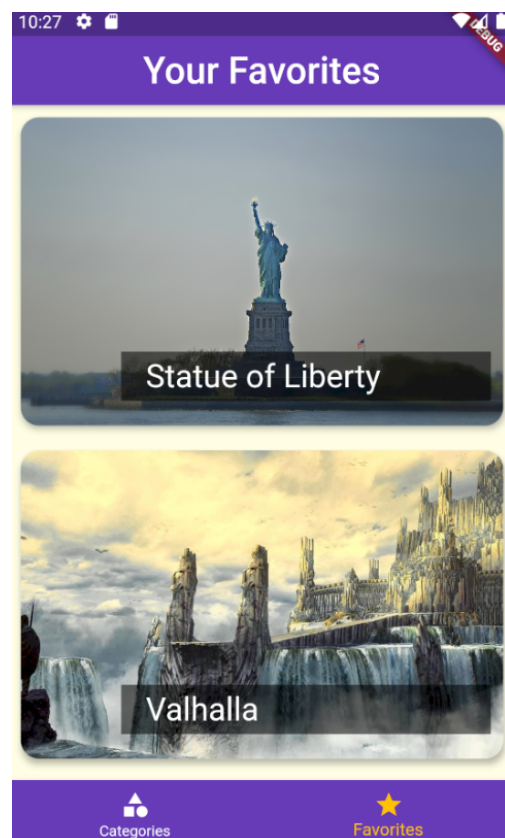 10:27
DEBUG
Your Favorites
Statue of Liberty
Valhalla
Categories
Favorites